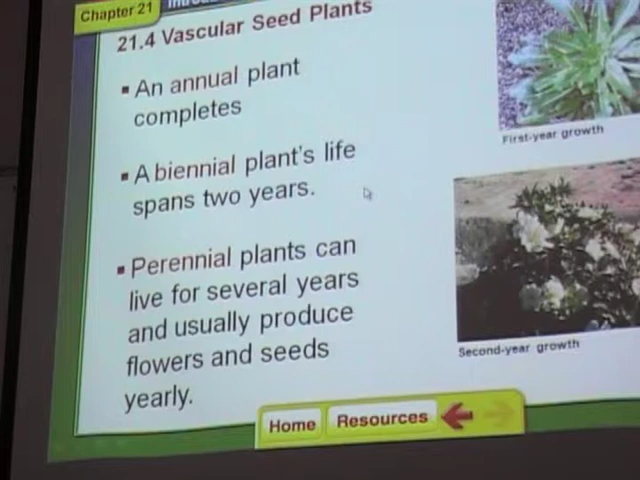 Chapter 21
21.4 Vascular Seed Plants
▪ An annual plant
completes
▪ A biennial plant's life
spans two years.
▪ Perennial plants can
live for several years
and usually produce
flowers and seeds
yearly.
First-year growth
Second-year growth
Home Resources